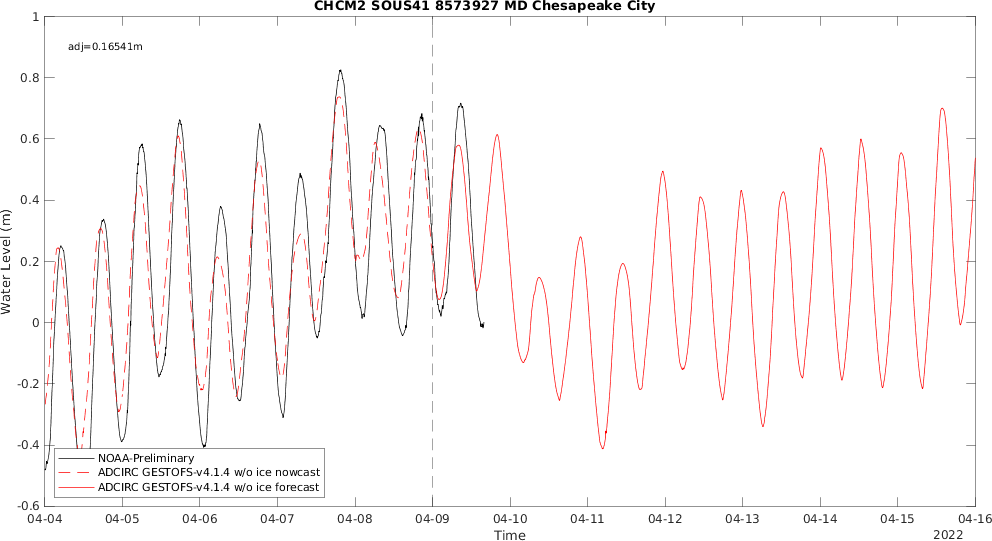 CHCM2 SOUS41 8573927 MD Chesapeake City
adj=0.16541m
Water Level (m)
1
0.8
0.6
0.4
0.2
0
-0.2
-0.4
-0.6
NOAA-Preliminary
ADCIRC GESTOFS-v4.1.4 w/o ice nowcast
ADCIRC GESTOFS-v4.1.4 w/o ice forecast
04-04 04-05 04-06 04-07 04-08 04-09 04-10 04-11 04-12 04-13 04-14 04-15 04-16
Time
2022